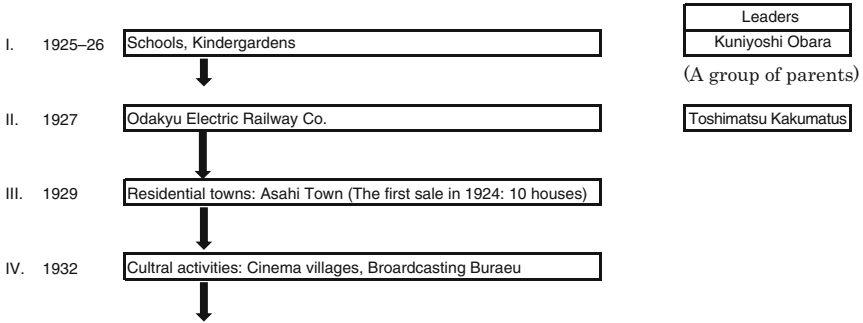 Leaders
I. 1925–26 Schools, Kindergardens Kuniyoshi Obara
(A group of parents)
II. 1927 Odakyu Electric Railway Co. Toshimatsu Kakumatus
III. 1929 Residential towns: Asahi Town (The first sale in 1924: 10 houses)
IV. 1932 Cultral activities: Cinema villages, Broardcasting Buraeu